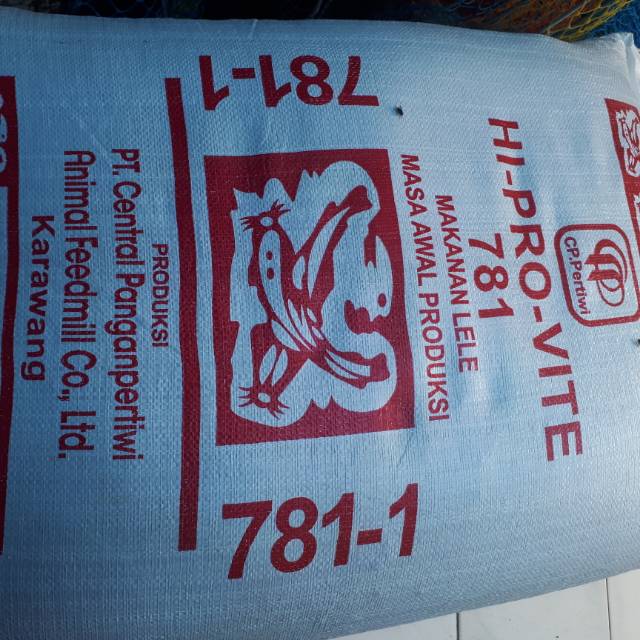 CP.Pertiwi
HI-PRO-VITE
781
MAKANAN LELE
MASA AWAL PRODUKSI
781-1
781-1
PRODUKSI
PT. Central Panganpertiwi
Animal Feedmill Co., Ltd.
Karawang